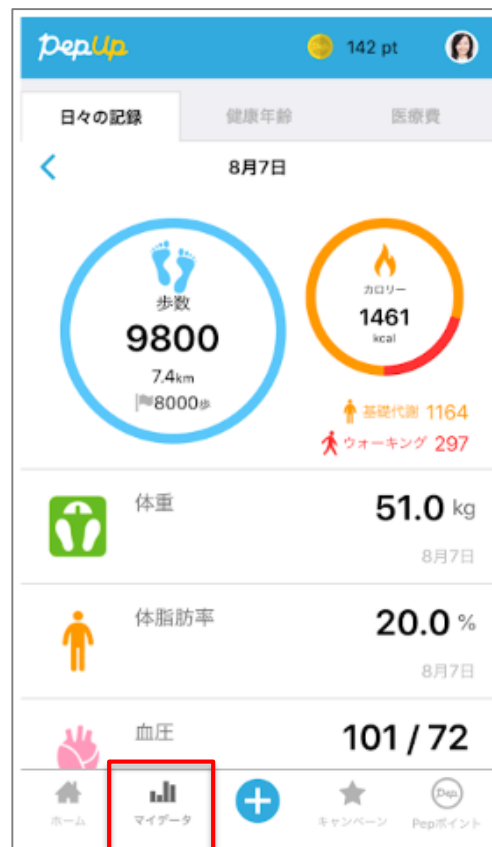 PepUp
142 pt
日々の記録
健康年齢
医療費
8月7日
歩数
9800
7.4km
8000歩
カロリー
1461
kcal
基礎代謝 1164
ウォーキング 297
体重
51.0 kg
8月7日
体脂肪率
20.0 %
8月7日
血圧
101 / 72
ホーム
マイデータ
キャンペーン
Pep
Pepポイント